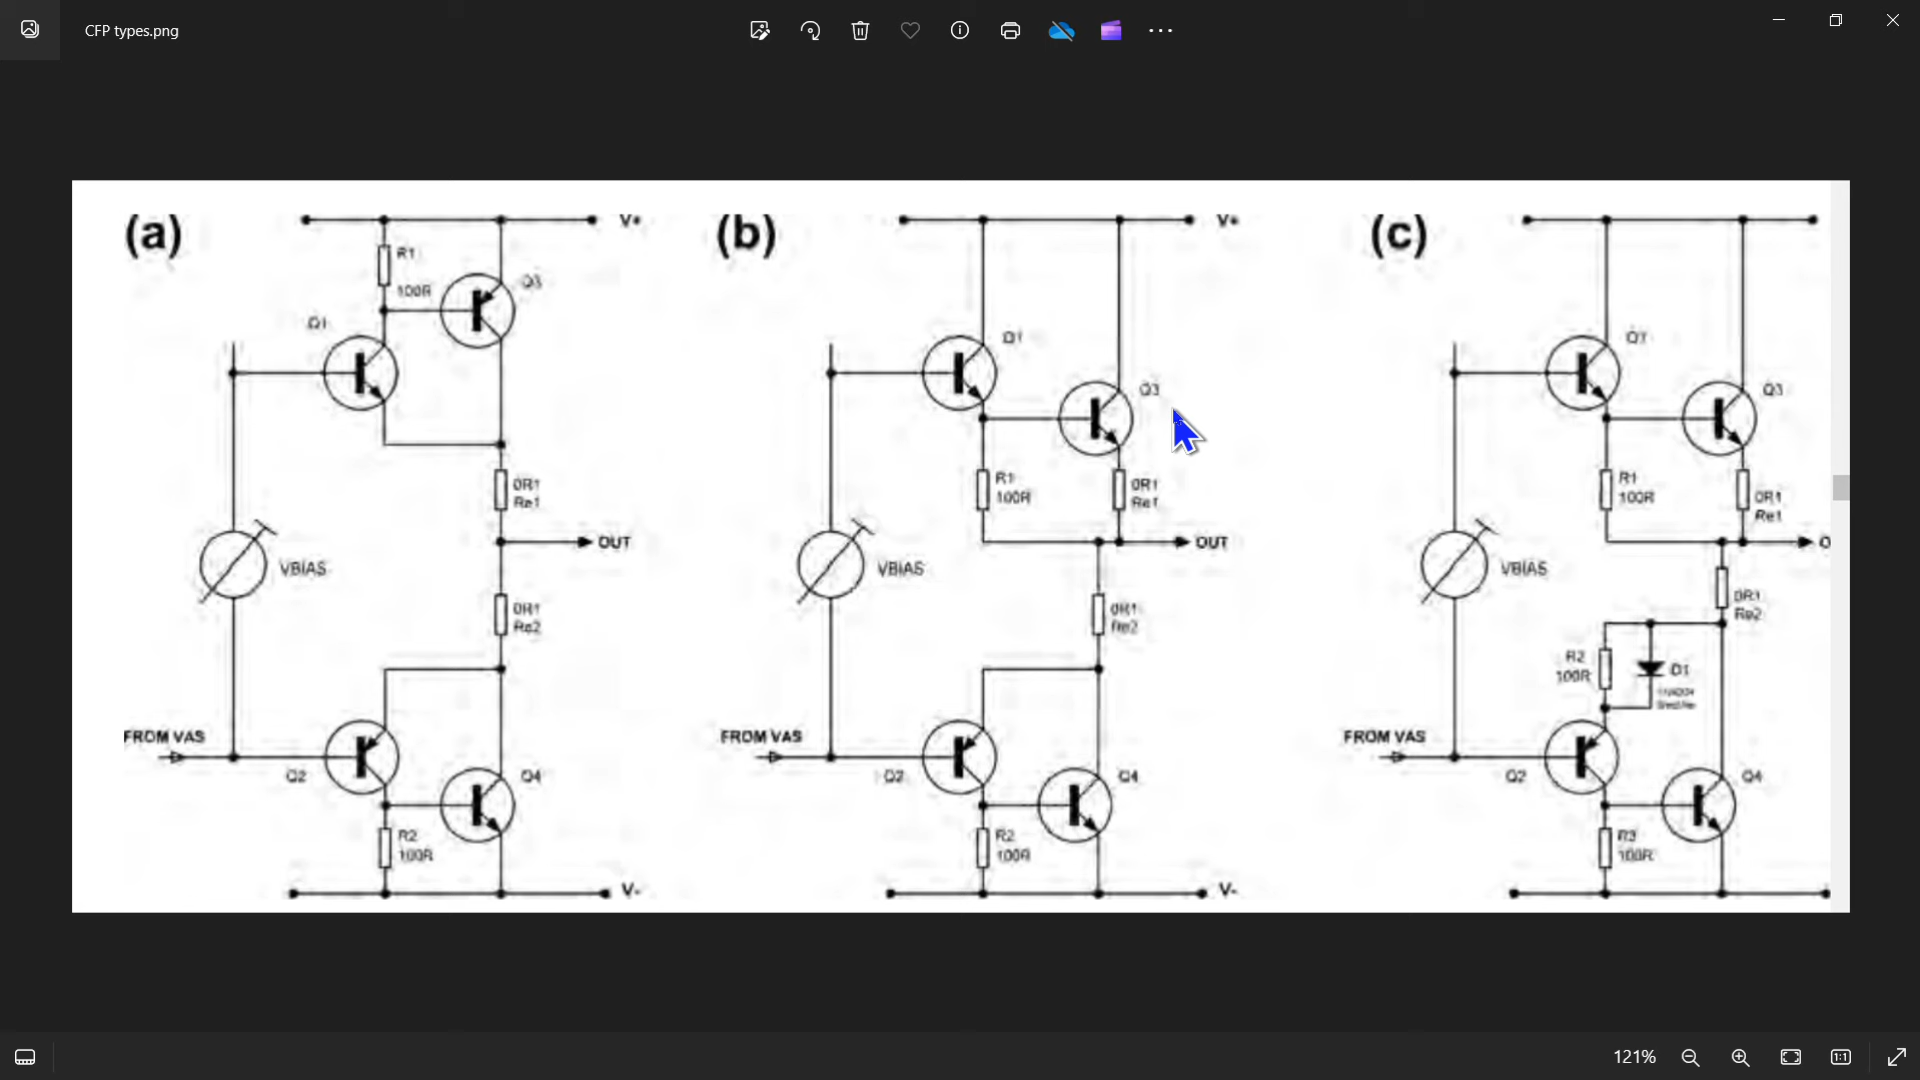 CFP types.png
(a)
V+
R1
100R
Q3
Q1
0R1
Re1
OUT
VBIAS
0R1
Re2
FROM VAS
Q2
Q4
R2
100R
V-
(b)
V+
Q1
Q3
R1
100R
0R1
Re1
OUT
VBIAS
0R1
Re2
FROM VAS
Q2
Q4
R2
100R
V-
(c)
Q1
Q3
R1
100R
0R1
Re1
O
VBIAS
0R1
Re2
R2
100R
D1
FROM VAS
Q2
Q4
R3
100R
121%
1:1